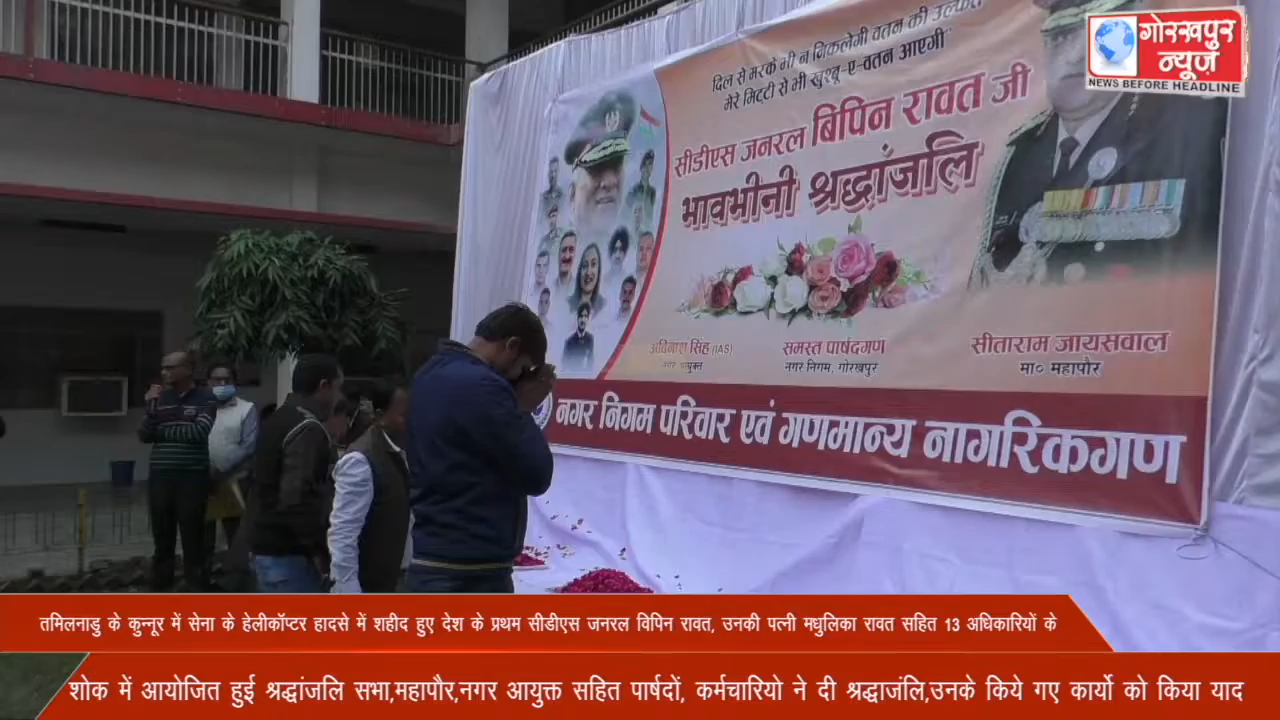 गोरखपुर
न्यूज़
NEWS BEFORE HEADLINE
दिल से मरके भी न निकलेगी वतन की उल्फत
मेरे मिट्टी से भी खुश्बू-ए-वतन आएगी"
सीडीएस जनरल बिपिन रावत जी
भावभीनी श्रद्धांजलि
सिंह (IAS)
समस्त पार्षदगण
नगर निगम, गोरखपुर
सीताराम जायसवाल
मा० महापौर
नगर निगम परिवार एवं गणमान्य नागरिकगण
तमिलनाडु के कुन्नूर में सेना के हेलीकॉप्टर हादसे में शहीद हुए देश के प्रथम सीडीएस जनरल विपिन रावत, उनकी पत्नी मधुलिका रावत सहित 13 अधिकारियों के
शोक में आयोजित हुई श्रद्धांजलि सभा,महापौर,नगर आयुक्त सहित पार्षदों, कर्मचारियो ने दी श्रद्धाजंलि,उनके किये गए कार्यो को किया याद